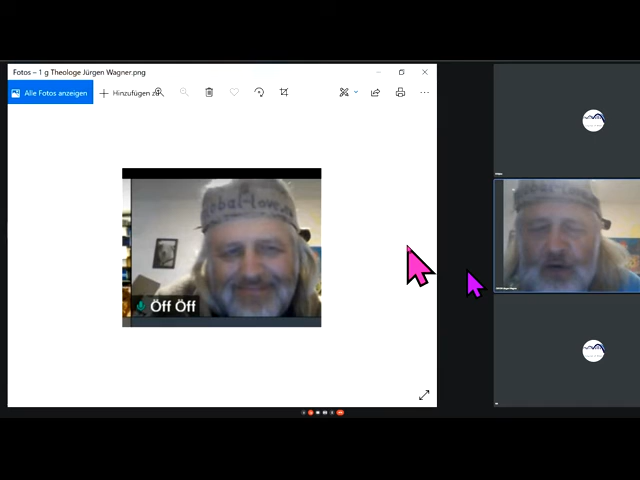 Fotos – 1 g Theologe Jürgen Wagner.png
Alle Fotos anzeigen
Hinzufügen zu
Öff Öff